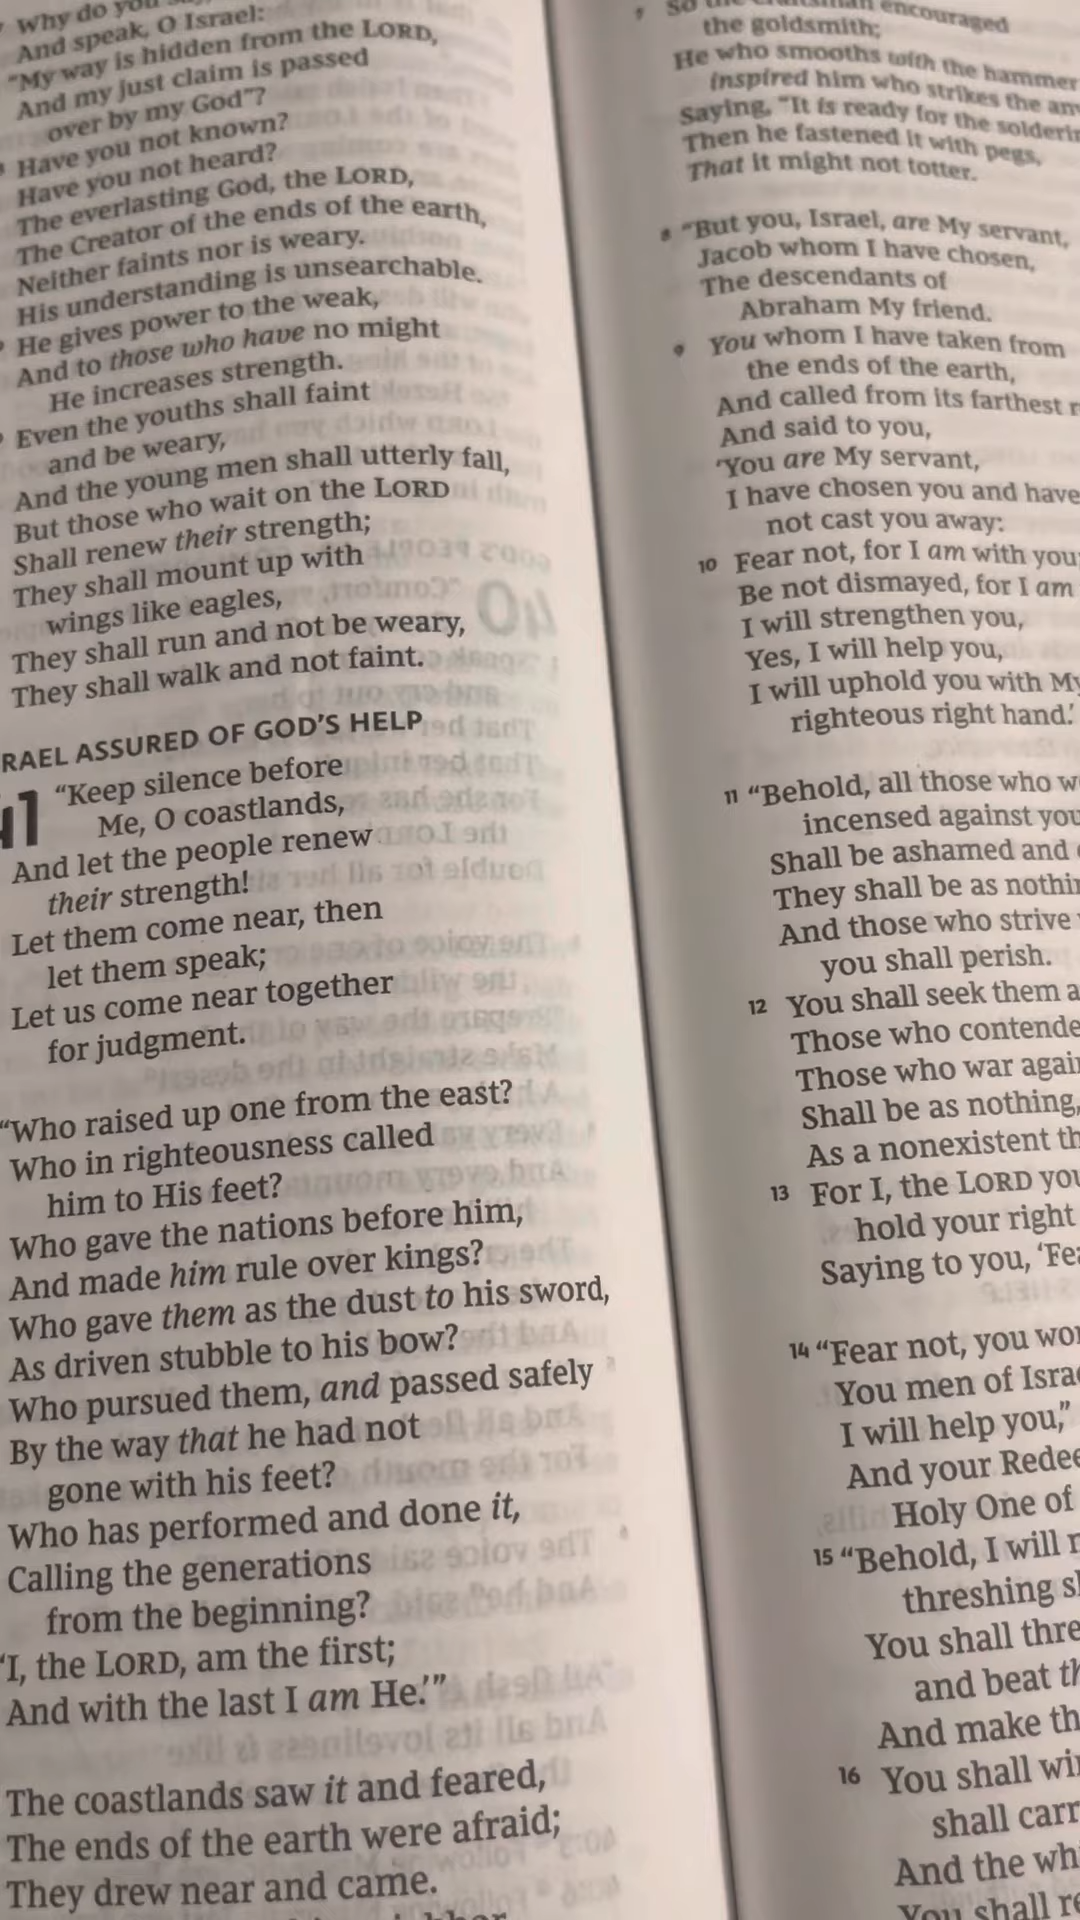 Why do you
And speak, O Israel:
"My way is hidden from the LORD,
And my just claim is passed
over by my God"?
Have you not known?
Have you not heard?
The everlasting God, the LORD,
The Creator of the ends of the earth,
Neither faints nor is weary.
His understanding is unsearchable.
He gives power to the weak,
And to those who have no might
He increases strength.
Even the youths shall faint
and be weary,
And the young men shall utterly fall,
But those who wait on the LORD
Shall renew their strength;
They shall mount up with
wings like eagles,
They shall run and not be weary,
They shall walk and not faint.
RAEL ASSURED OF GOD'S HELP
41 "Keep silence before
Me, O coastlands,
And let the people renew
their strength!
Let them come near, then
let them speak;
Let us come near together
for judgment.
"Who raised up one from the east?
Who in righteousness called
him to His feet?
Who gave the nations before him,
And made him rule over kings?
Who gave them as the dust to his sword,
As driven stubble to his bow?
Who pursued them, and passed safely
By the way that he had not
gone with his feet?
Who has performed and done it,
Calling the generations
from the beginning?
'I, the LORD, am the first;
And with the last I am He.'"
The coastlands saw it and feared,
The ends of the earth were afraid;
They drew near and came.
7 So the encouraged
the goldsmith;
He who smooths with the hammer
inspired him who strikes the
Saying, "It is ready for the
Then he fastened it with pegs,
That it might not totter.
8 "But you, Israel, are My servant,
Jacob whom I have chosen,
The descendants of
Abraham My friend.
9 You whom I have taken from
the ends of the earth,
And called from its farthest
And said to you,
'You are My servant,
I have chosen you and have
not cast you away:
10 Fear not, for I am with you;
Be not dismayed, for I am
I will strengthen you,
Yes, I will help you,
I will uphold you with My
righteous right hand.'
11 "Behold, all those who
incensed against you
Shall be ashamed and
They shall be as
And those who strive
you shall perish.
12 You shall seek them
Those who
Those who war
Shall be as nothing,
As a nonexistent
13 For I, the LORD
hold your right
Saying to you,
14 "Fear not, you
You men of
I will help you,"
And your
Holy One of
15 "Behold, I will
threshing
You shall
and beat
And make
16 You shall
shall
And the
You shall